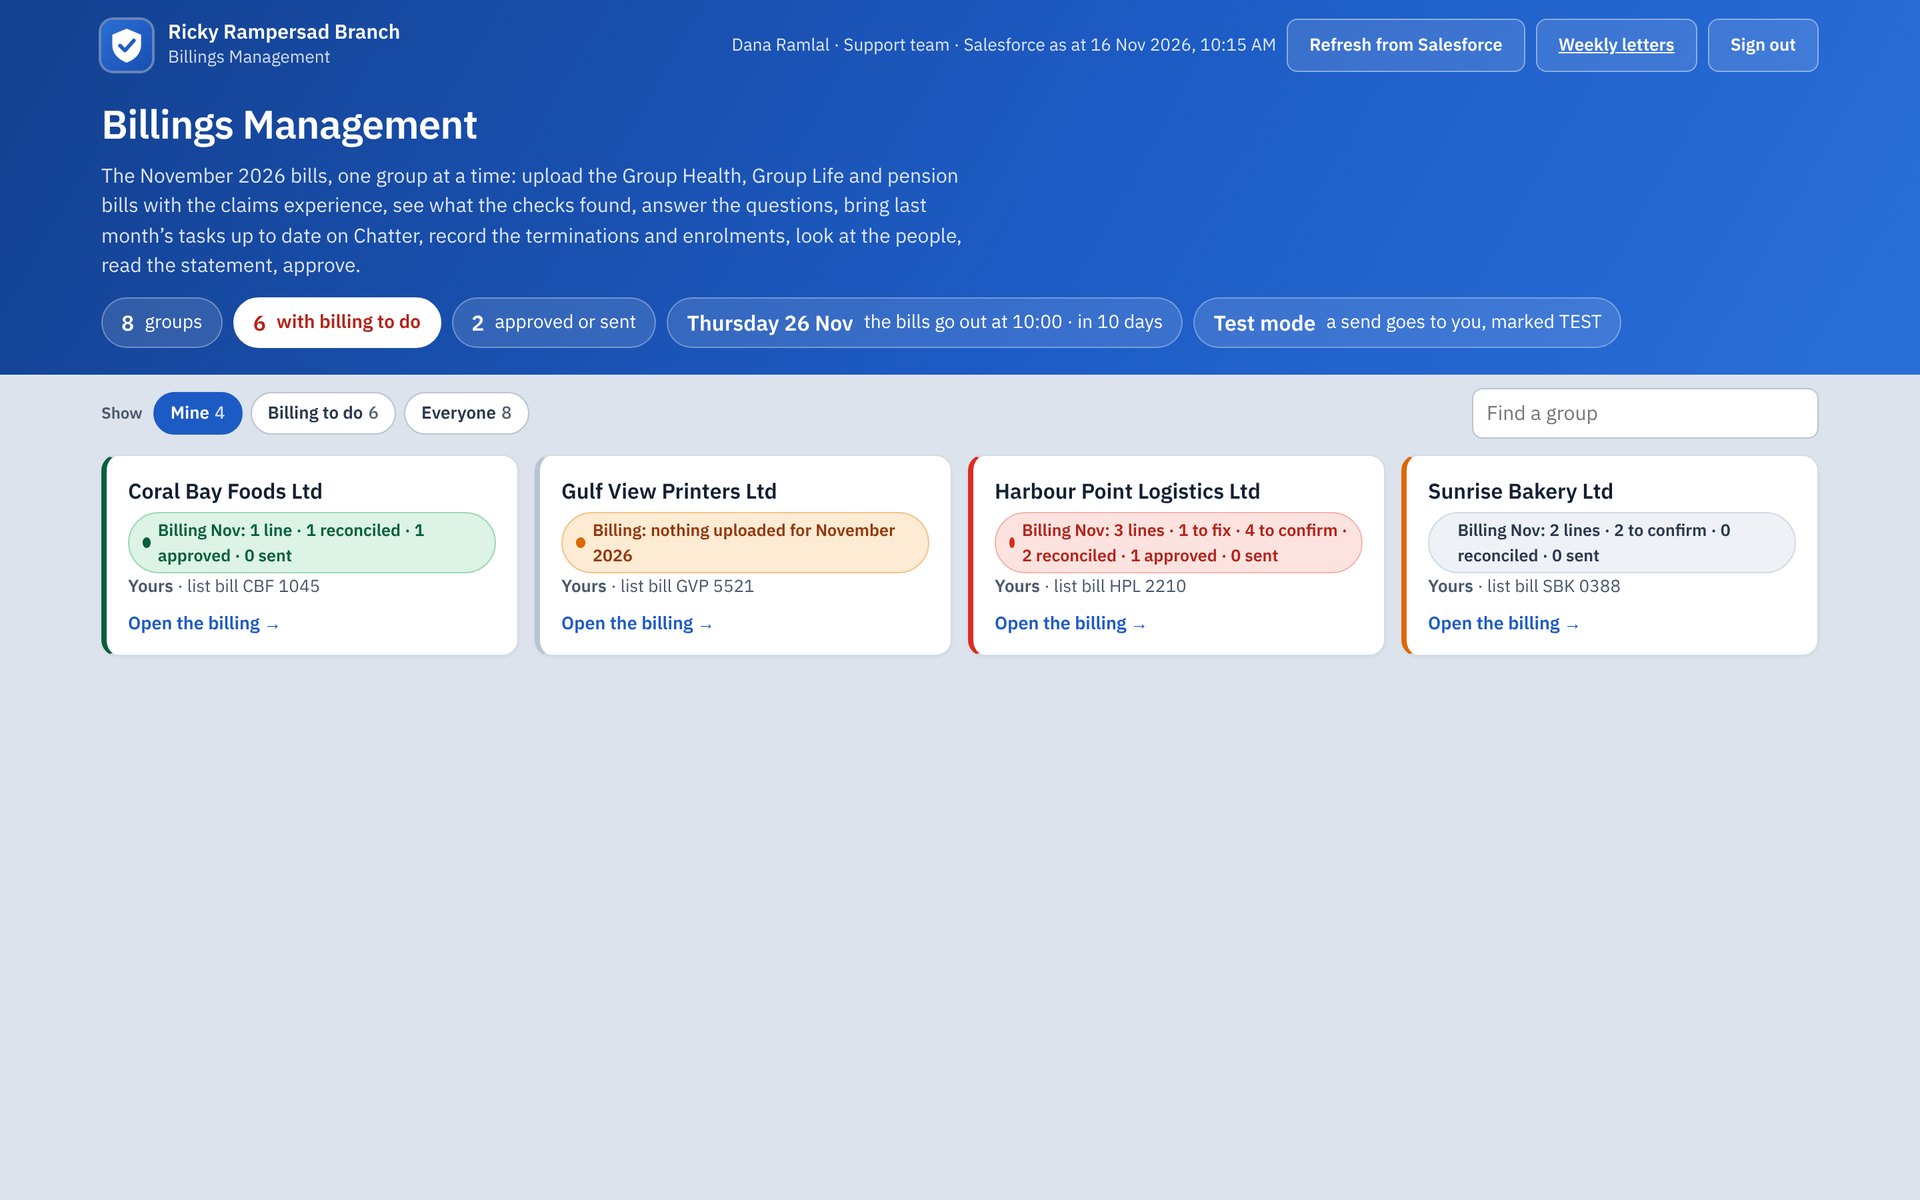 Ricky Rampersad Branch
Billings Management
Dana Ramlal · Support team · Salesforce as at 16 Nov 2026, 10:15 AM
Refresh from Salesforce
Weekly letters
Sign out
Billings Management
The November 2026 bills, one group at a time: upload the Group Health, Group Life and pension
bills with the claims experience, see what the checks found, answer the questions, bring last
month’s tasks up to date on Chatter, record the terminations and enrolments, look at the people,
read the statement, approve.
8 groups
6 with billing to do
2 approved or sent
Thursday 26 Nov the bills go out at 10:00 · in 10 days
Test mode a send goes to you, marked TEST
Show
Mine 4
Billing to do 6
Everyone 8
Find a group
Coral Bay Foods Ltd
Billing Nov: 1 line · 1 reconciled · 1
approved · 0 sent
Yours · list bill CBF 1045
Open the billing →
Gulf View Printers Ltd
Billing: nothing uploaded for November
2026
Yours · list bill GVP 5521
Open the billing →
Harbour Point Logistics Ltd
Billing Nov: 3 lines · 1 to fix · 4 to confirm ·
2 reconciled · 1 approved · 0 sent
Yours · list bill HPL 2210
Open the billing →
Sunrise Bakery Ltd
Billing Nov: 2 lines · 2 to confirm · 0
reconciled · 0 sent
Yours · list bill SBK 0388
Open the billing →